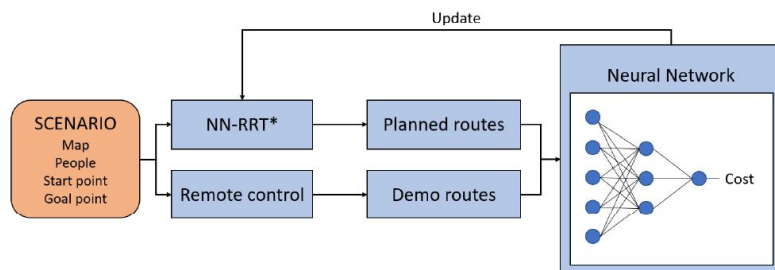 Update
Neural Network
SCENARIO
Map
People
Start point
Goal point
NN-RRT*
Planned routes
Remote control
Demo routes
Cost